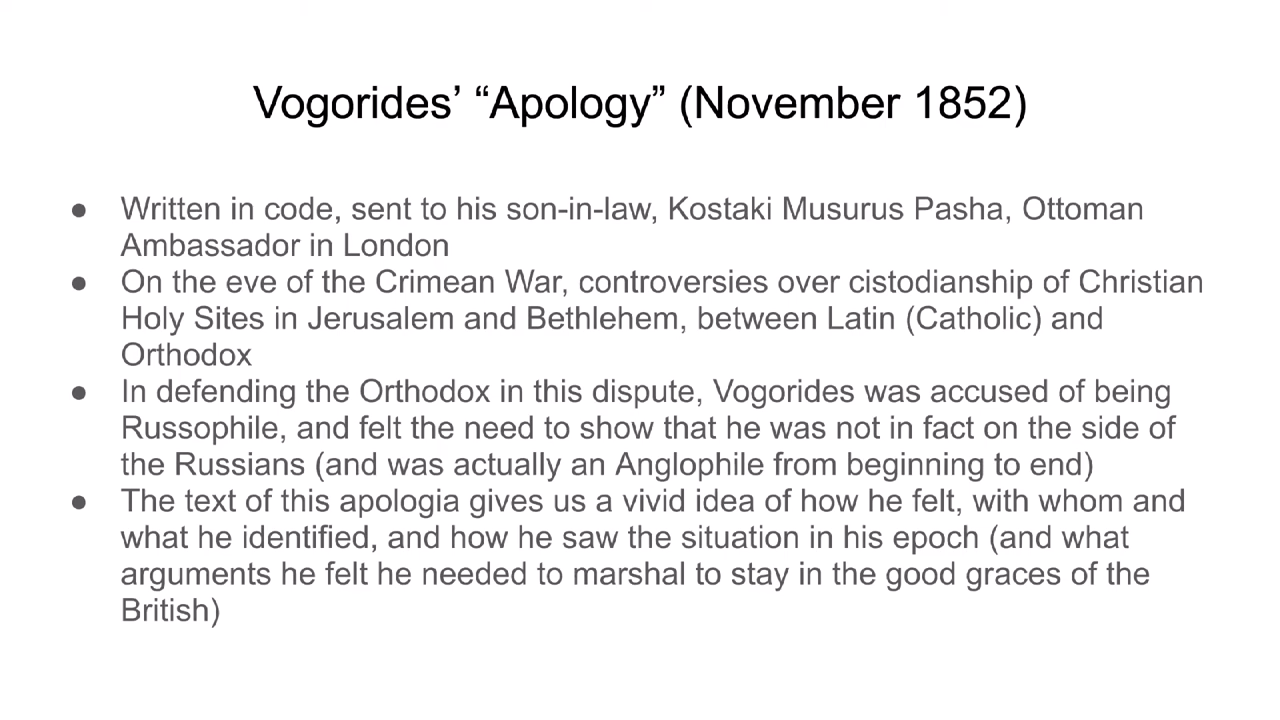 Vogorides’ “Apology” (November 1852)
● Written in code, sent to his son-in-law, Kostaki Musurus Pasha, Ottoman
Ambassador in London
● On the eve of the Crimean War, controversies over cistodianship of Christian
Holy Sites in Jerusalem and Bethlehem, between Latin (Catholic) and
Orthodox
● In defending the Orthodox in this dispute, Vogorides was accused of being
Russophile, and felt the need to show that he was not in fact on the side of
the Russians (and was actually an Anglophile from beginning to end)
● The text of this apologia gives us a vivid idea of how he felt, with whom and
what he identified, and how he saw the situation in his epoch (and what
arguments he felt he needed to marshal to stay in the good graces of the
British)